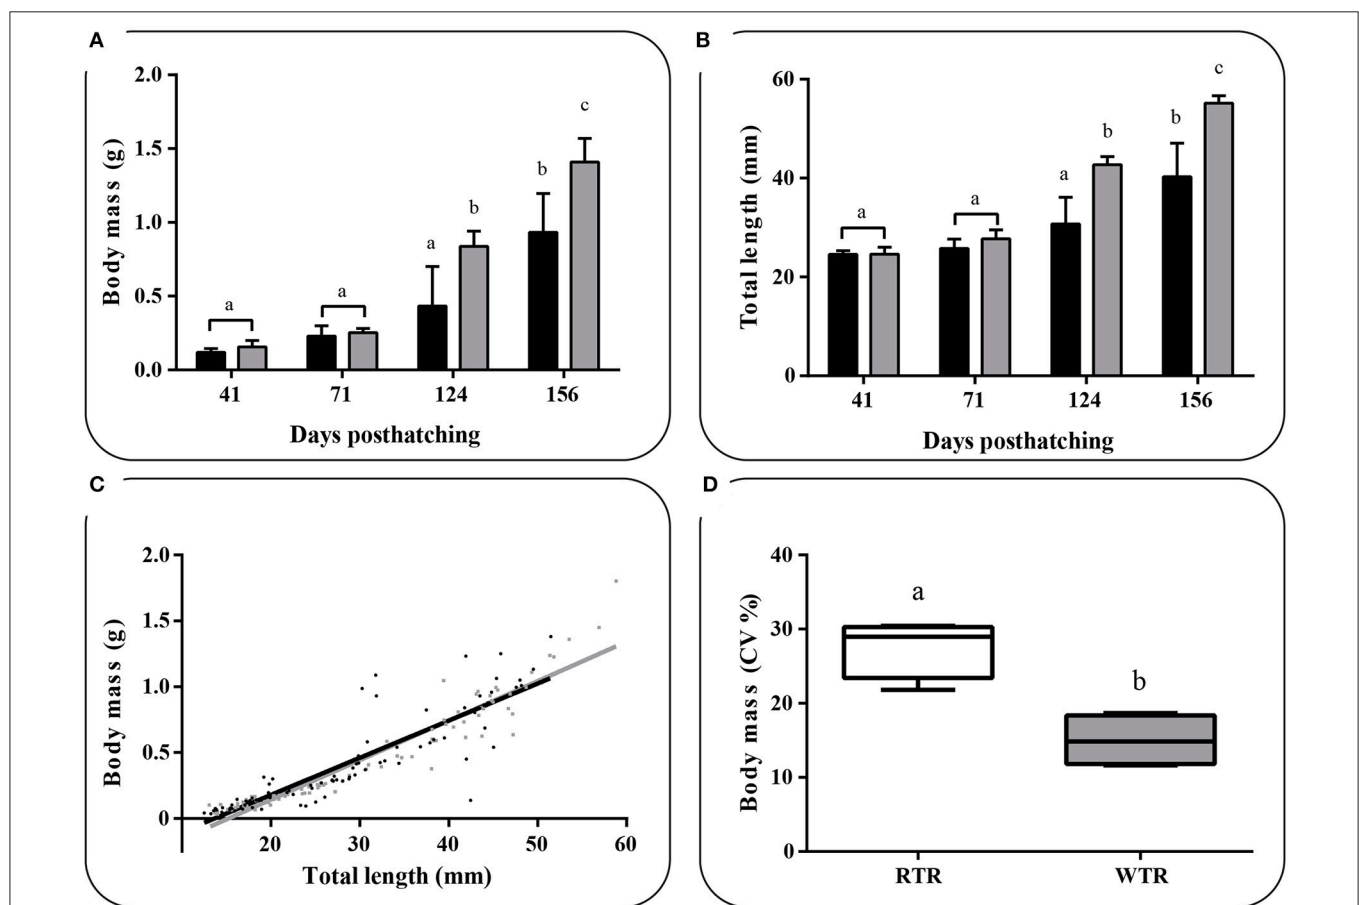 A
Body mass (g)
2.0
1.5
1.0
0.5
0.0
a
a
a
b
b
c
41
71
124
156
Days posthatching
B
Total length (mm)
60
40
20
0
a
a
a
b
b
c
41
71
124
156
Days posthatching
C
Body mass (g)
2.0
1.5
1.0
0.5
0
20
30
40
50
60
Total length (mm)
D
Body mass (CV %)
40
30
20
10
0
a
b
RTR
WTR